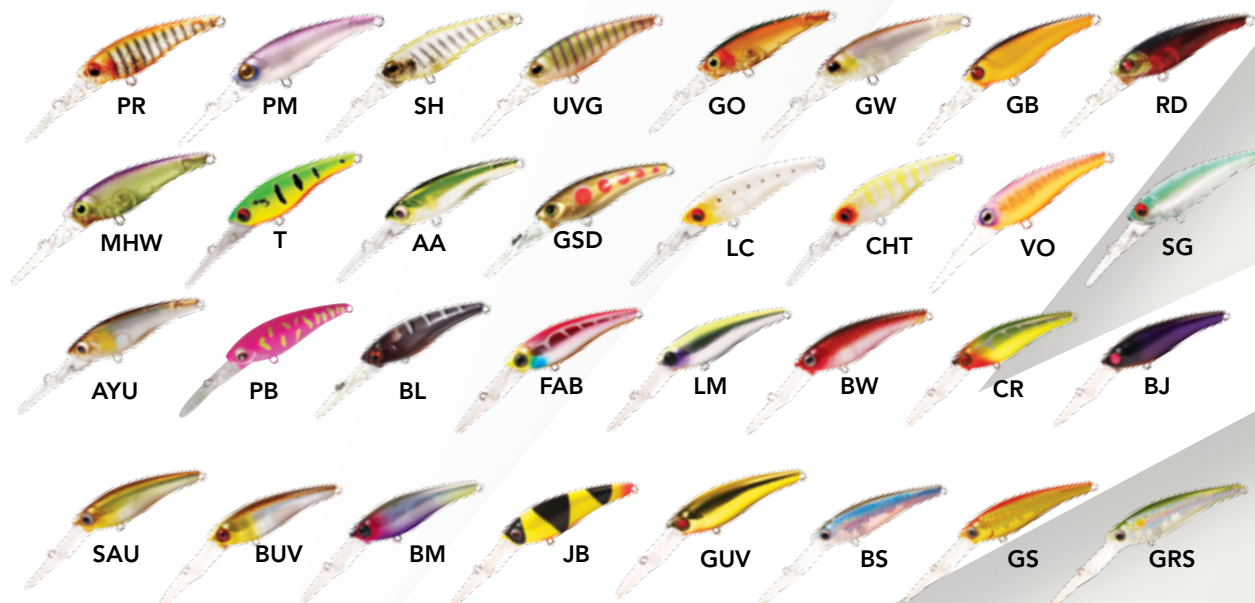 PR PM SH UVG GO GW GB RD
MHW T AA GSD LC CHT VO SG
AYU PB BL FAB LM BW CR BJ
SAU BUV BM JB GUV BS GS GRS